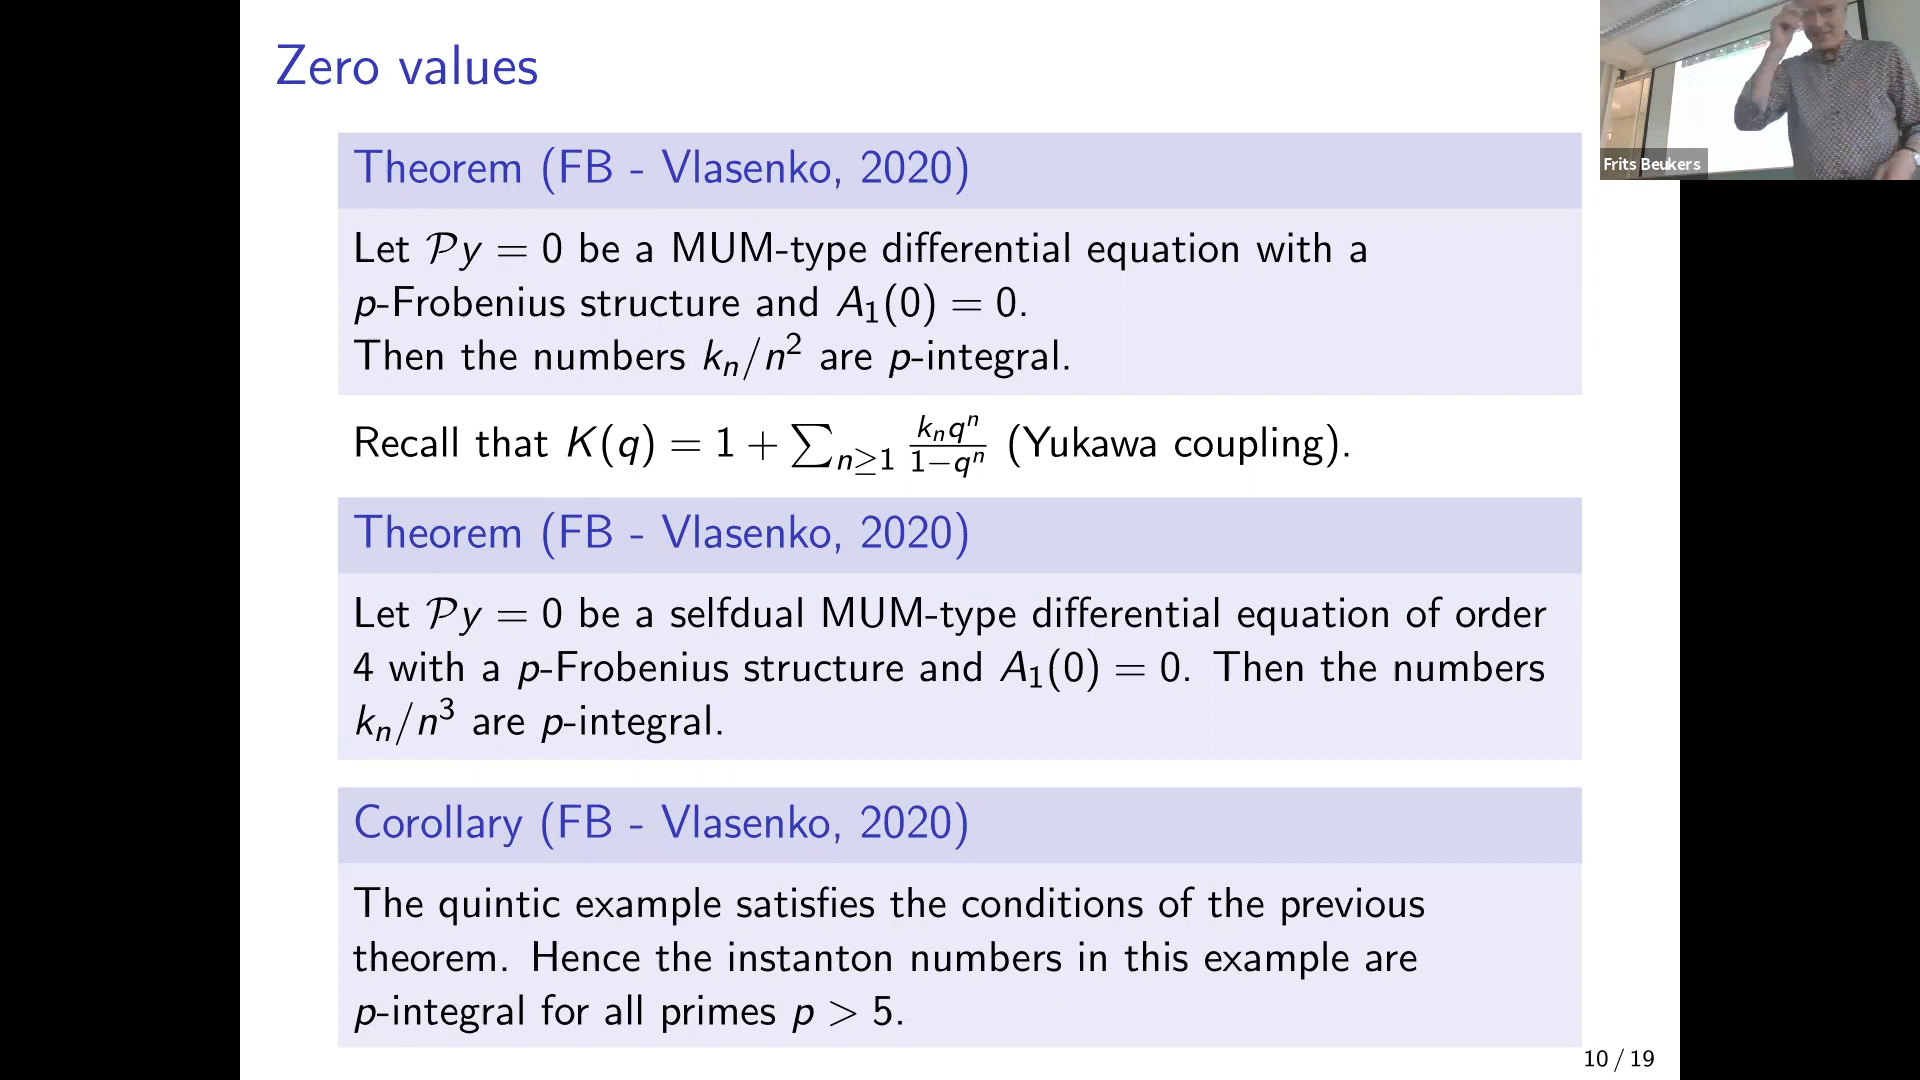 Zero values
Frits Beukers
Theorem (FB - Vlasenko, 2020)
Let 𝒫y = 0 be a MUM-type differential equation with a
p-Frobenius structure and A₁(0) = 0.
Then the numbers kₙ/n² are p-integral.
Recall that K(q) = 1 + ∑ₙ≥₁ kₙqⁿ/(1−qⁿ) (Yukawa coupling).
Theorem (FB - Vlasenko, 2020)
Let 𝒫y = 0 be a selfdual MUM-type differential equation of order
4 with a p-Frobenius structure and A₁(0) = 0. Then the numbers
kₙ/n³ are p-integral.
Corollary (FB - Vlasenko, 2020)
The quintic example satisfies the conditions of the previous
theorem. Hence the instanton numbers in this example are
p-integral for all primes p > 5.
10 / 19